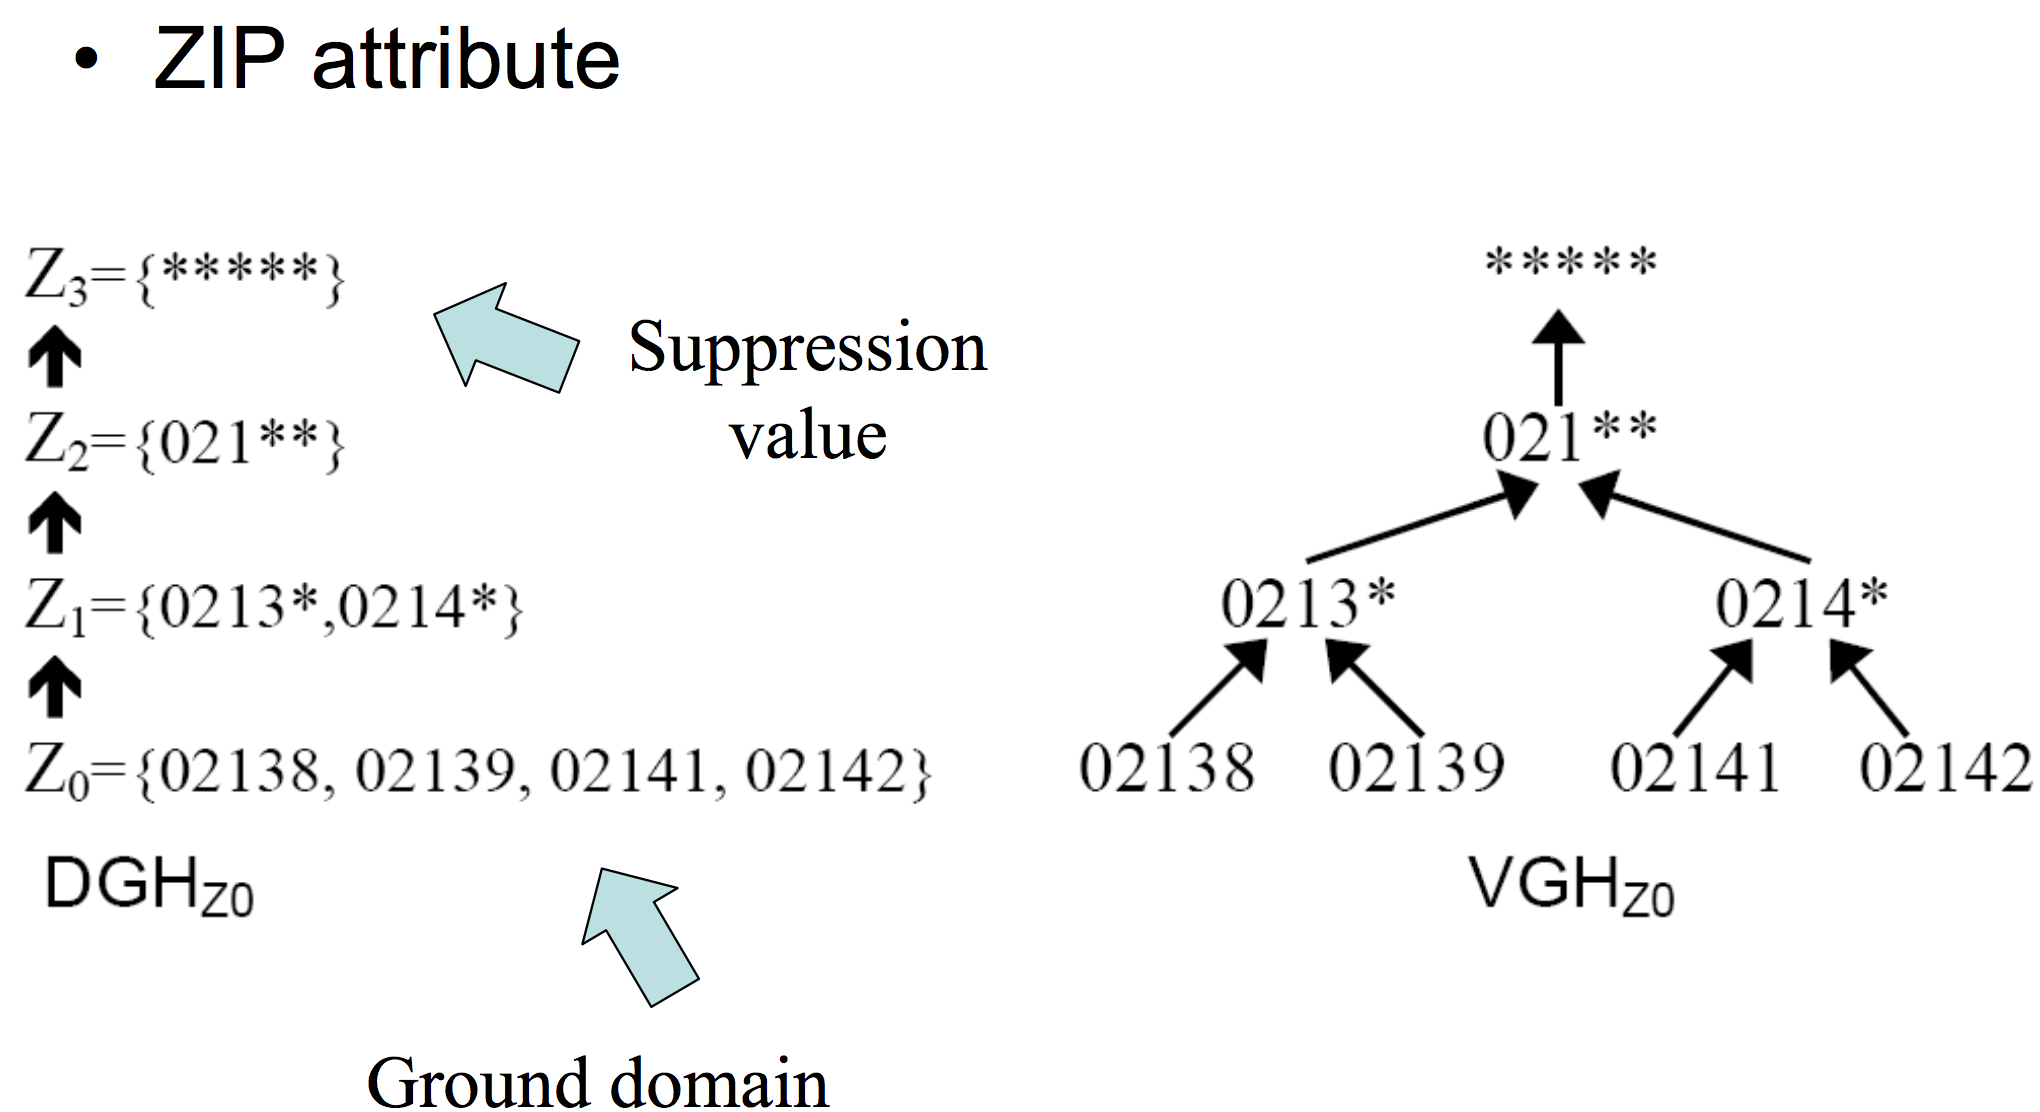 • ZIP attribute
Z3={*****}
Suppression
value
Z2={021**}
Z1={0213*,0214*}
Z0={02138, 02139, 02141, 02142}
DGHZ0
Ground domain
*****
021**
0213* 0214*
02138 02139 02141 02142
VGHZ0